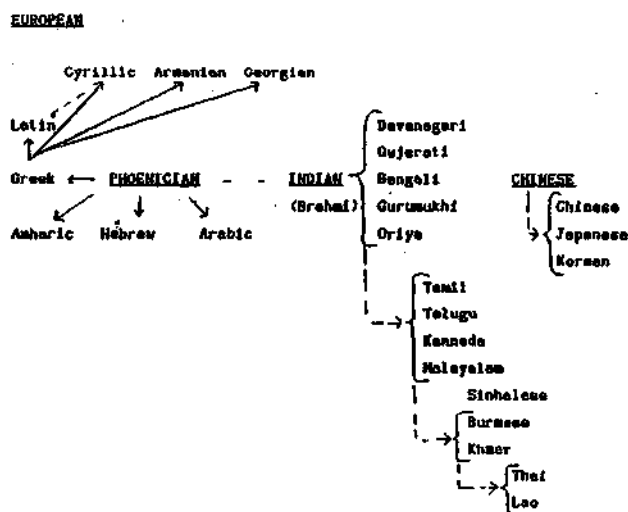 EUROPEAN
Cyrillic Armenian Georgian
Latin
Greek PHOENICIAN - - INDIAN
(Brahmi)
Amharic Hebrew Arabic
Devanagari
Gujerati
Bengali
Gurumukhi
Oriya
CHINESE
Chinese
Japanese
Korean
Tamil
Telugu
Kannada
Malayalam
Sinhalese
Burmese
Khmer
Thai
Lao